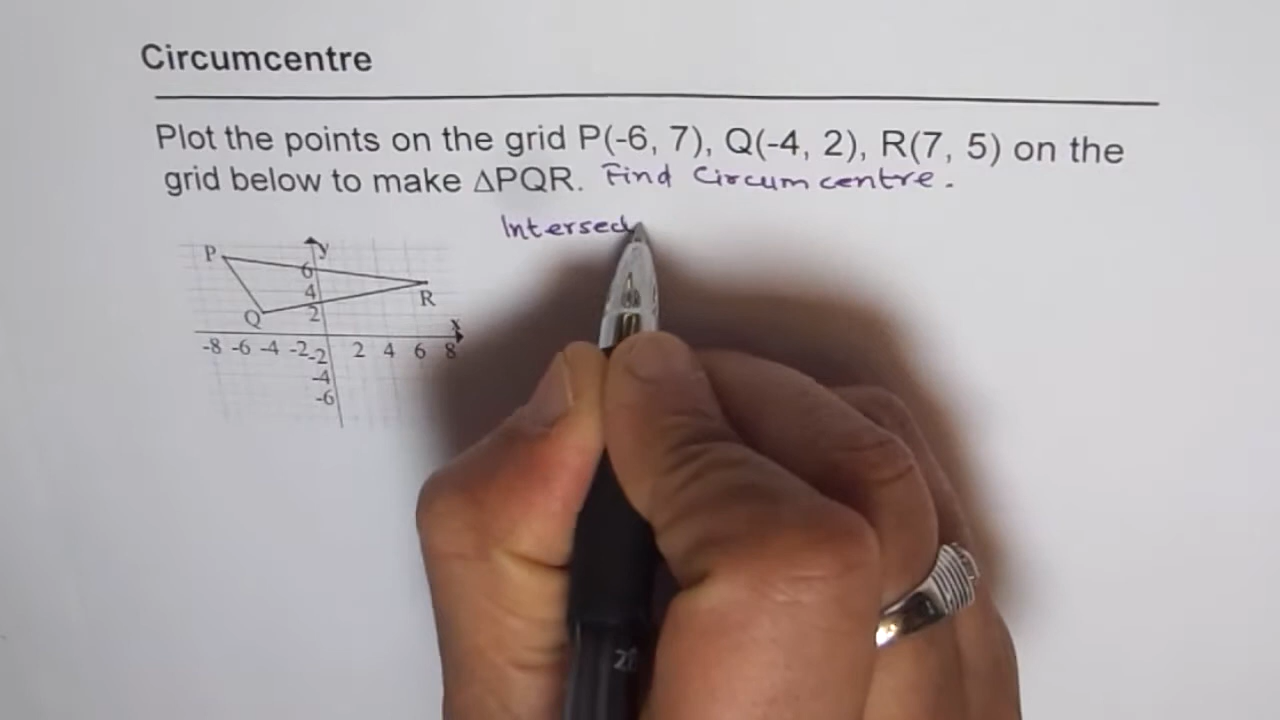 Circumcentre
Plot the points on the grid P(-6, 7), Q(-4, 2), R(7, 5) on the
grid below to make ΔPQR. Find Circumcentre.
Intersec
P
y
6
4
R
Q
2
x
-8 -6 -4 -2 -2 2 4 6 8
-4
-6